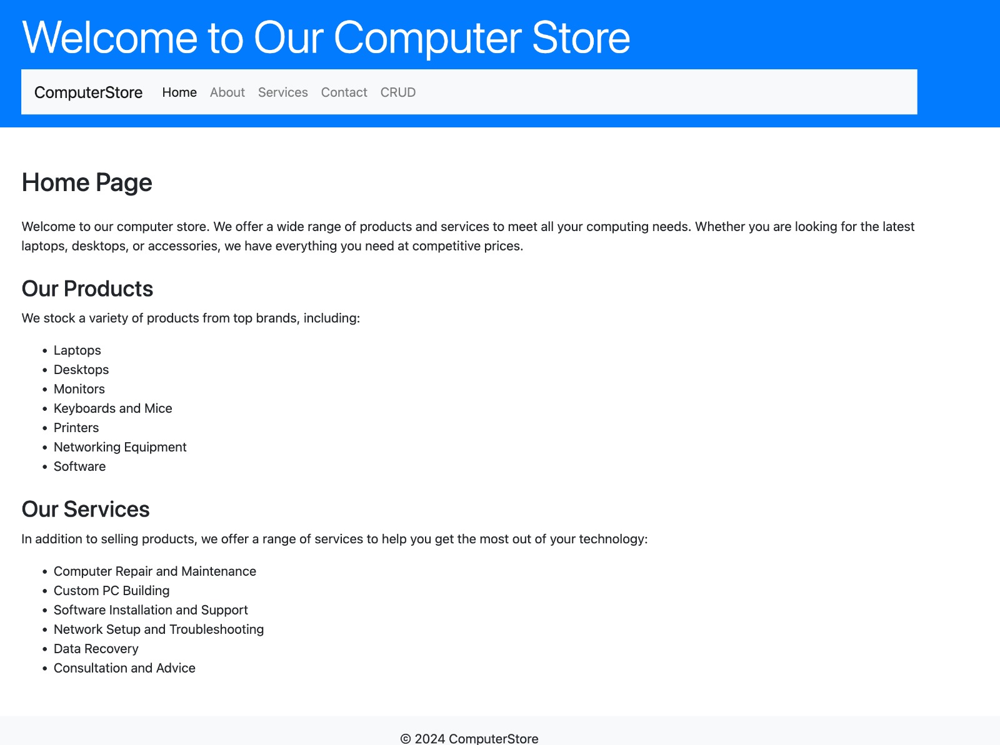 Welcome to Our Computer Store
ComputerStore Home About Services Contact CRUD
Home Page
Welcome to our computer store. We offer a wide range of products and services to meet all your computing needs. Whether you are looking for the latest
laptops, desktops, or accessories, we have everything you need at competitive prices.
Our Products
We stock a variety of products from top brands, including:
• Laptops
• Desktops
• Monitors
• Keyboards and Mice
• Printers
• Networking Equipment
• Software
Our Services
In addition to selling products, we offer a range of services to help you get the most out of your technology:
• Computer Repair and Maintenance
• Custom PC Building
• Software Installation and Support
• Network Setup and Troubleshooting
• Data Recovery
• Consultation and Advice
© 2024 ComputerStore